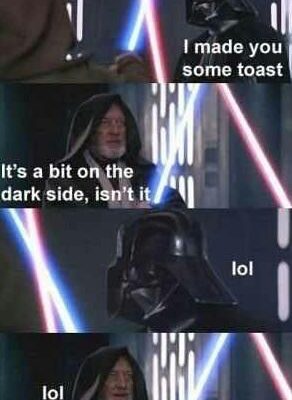 I made you
some toast
It's a bit on the
dark side, isn't it
lol
lol